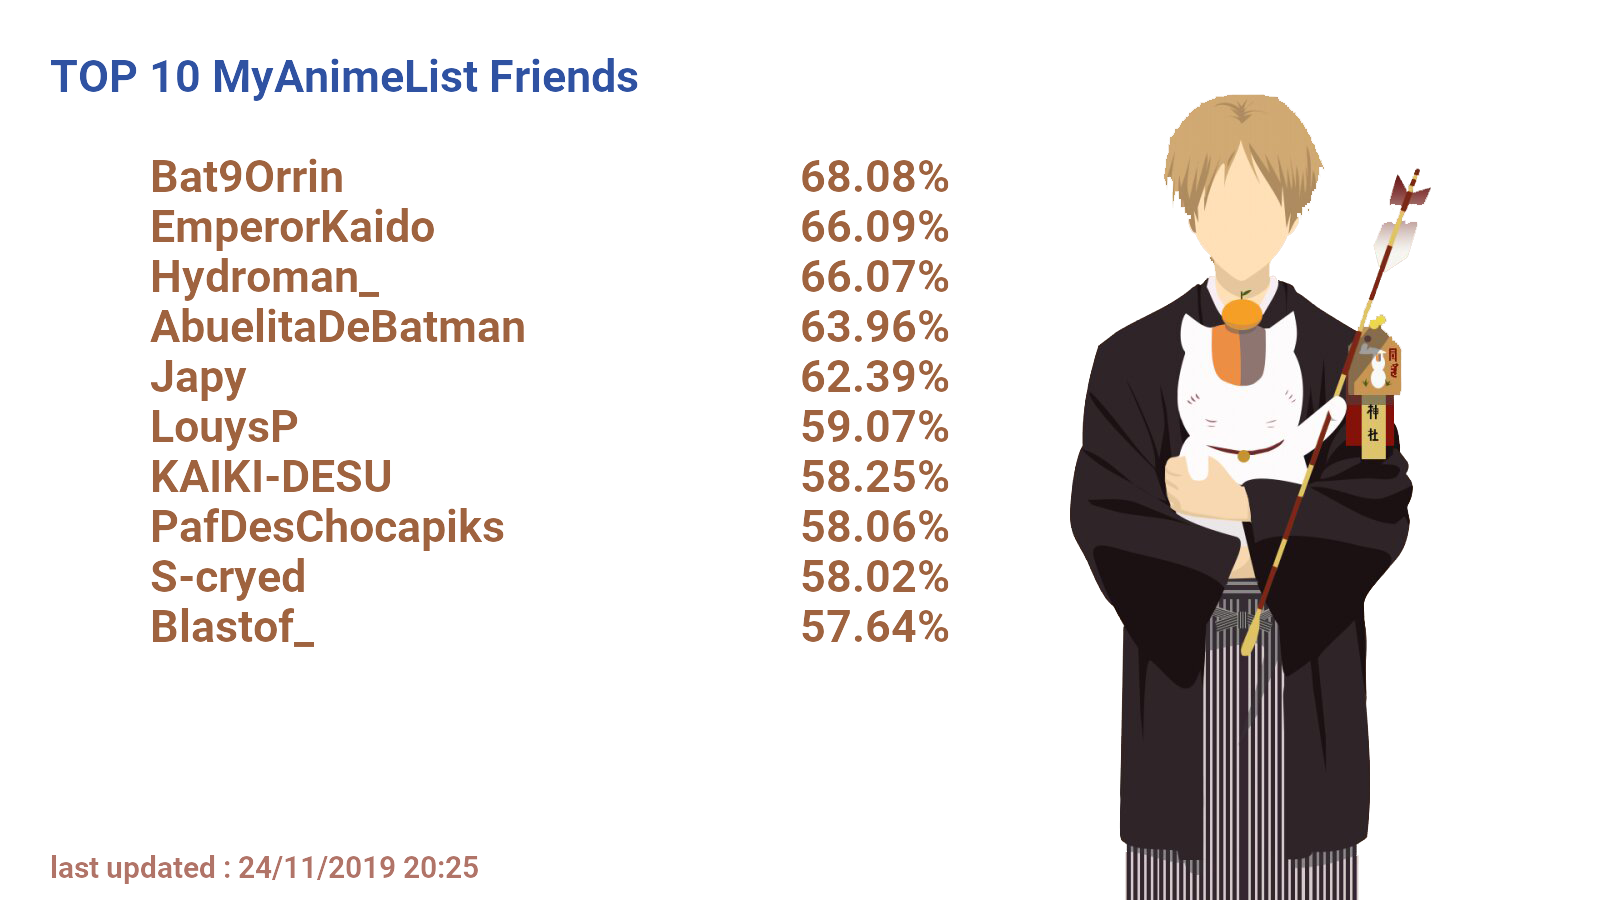 TOP 10 MyAnimeList Friends
Bat9Orrin 68.08%
EmperorKaido 66.09%
Hydroman_ 66.07%
AbuelitaDeBatman 63.96%
Japy 62.39%
LouysP 59.07%
KAIKI-DESU 58.25%
PafDesChocapiks 58.06%
S-cryed 58.02%
Blastof_ 57.64%
神
社
last updated : 24/11/2019 20:25